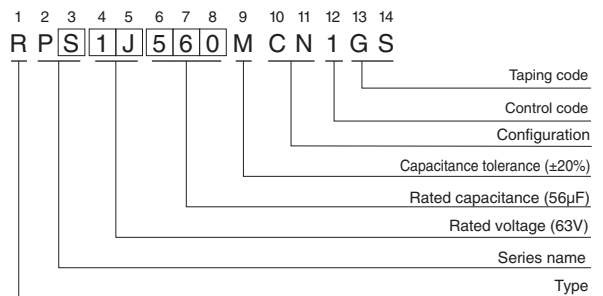 1 2 3 4 5 6 7 8 9 10 11 12 13 14
R P S 1 J 5 6 0 M C N 1 G S
Taping code
Control code
Configuration
Capacitance tolerance (±20%)
Rated capacitance (56µF)
Rated voltage (63V)
Series name
Type